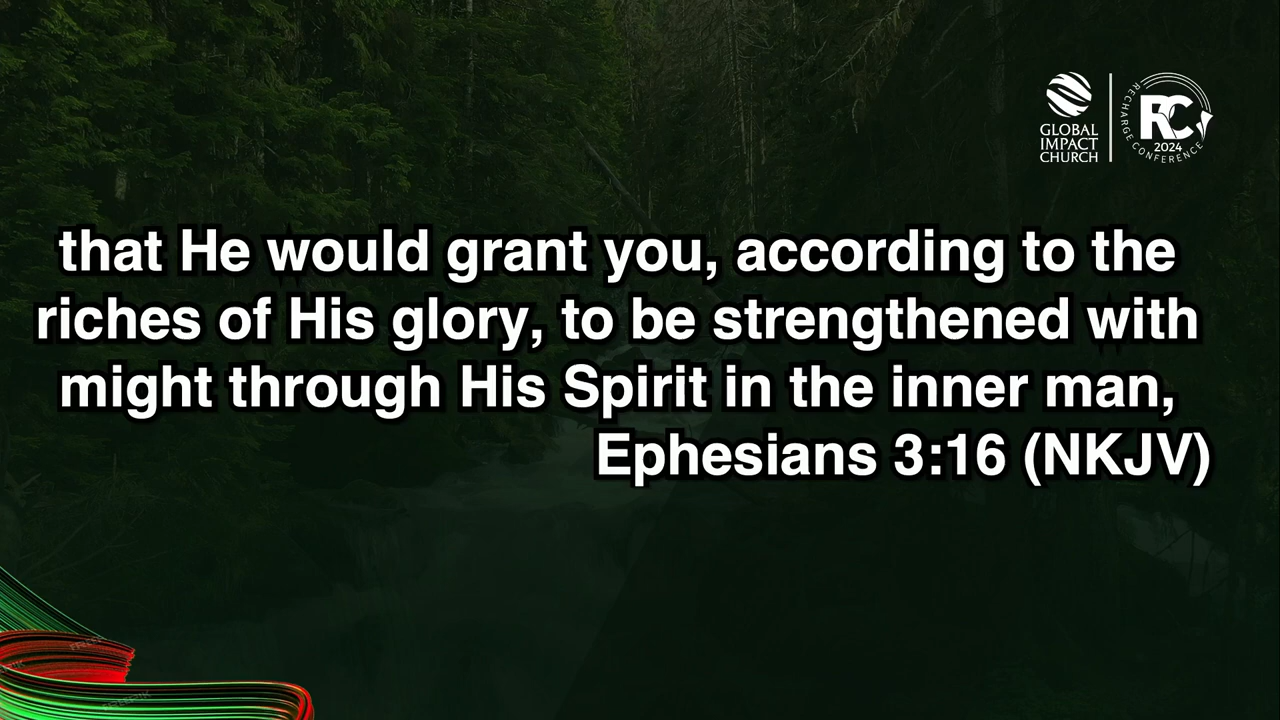 GLOBAL
IMPACT
CHURCH
RC
2024
RECHARGE CONFERENCE
that He would grant you, according to the
riches of His glory, to be strengthened with
might through His Spirit in the inner man,
Ephesians 3:16 (NKJV)
FREEPIK